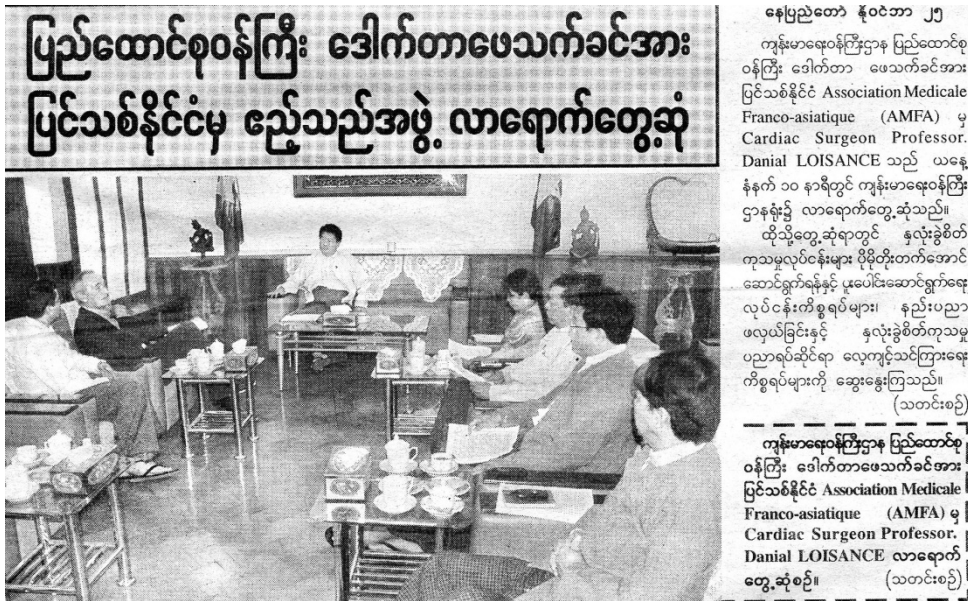 ပြည်ထောင်စုဝန်ကြီး ဒေါက်တာဖေသက်ခင်အား
ပြင်သစ်နိုင်ငံမှ ဧည့်သည်အဖွဲ့ လာရောက်တွေ့ဆုံ
နေပြည်တော် နိုဝင်ဘာ ၂၅
ကျန်းမာရေးဝန်ကြီးဌာန ပြည်ထောင်စု
ဝန်ကြီး ဒေါက်တာ ဖေသက်ခင်အား
ပြင်သစ်နိုင်ငံ Association Medicale
Franco-asiatique (AMFA) မှ
Cardiac Surgeon Professor.
Danial LOISANCE သည် ယနေ့
နံနက် ၁၀ နာရီတွင် ကျန်းမာရေးဝန်ကြီး
ဌာနရုံး၌ လာရောက်တွေ့ဆုံသည်။
ထိုသို့တွေ့ဆုံရာတွင် နှလုံးခွဲစိတ်
ကုသမှုလုပ်ငန်းများ ပိုမိုတိုးတက်အောင်
ဆောင်ရွက်ရန်နှင့် ပူးပေါင်းဆောင်ရွက်ရေး
လုပ်ငန်းကိစ္စရပ်များ၊ နည်းပညာ
ဖလှယ်ခြင်းနှင့် နှလုံးခွဲစိတ်ကုသမှု
ပညာရပ်ဆိုင်ရာ လေ့ကျင့်သင်ကြားရေး
ကိစ္စရပ်များကို ဆွေးနွေးကြသည်။
(သတင်းစဉ်)
ကျန်းမာရေးဝန်ကြီးဌာန ပြည်ထောင်စု
ဝန်ကြီး ဒေါက်တာဖေသက်ခင်အား
ပြင်သစ်နိုင်ငံ Association Medicale
Franco-asiatique (AMFA) မှ
Cardiac Surgeon Professor.
Danial LOISANCE လာရောက်
တွေ့ဆုံစဉ်။ (သတင်းစဉ်)